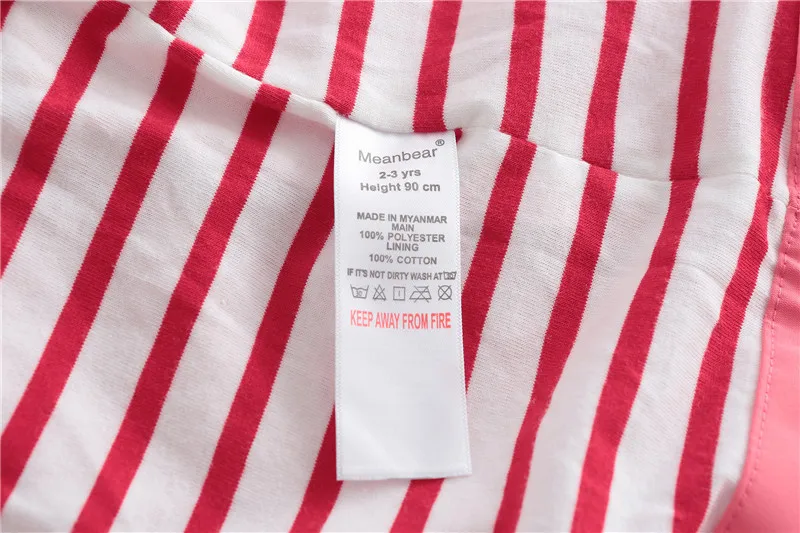 Meanbear®
2-3 yrs
Height 90 cm
MADE IN MYANMAR
MAIN
100% POLYESTER
LINING
100% COTTON
IF IT'S NOT DIRTY WASH AT
KEEP AWAY FROM FIRE